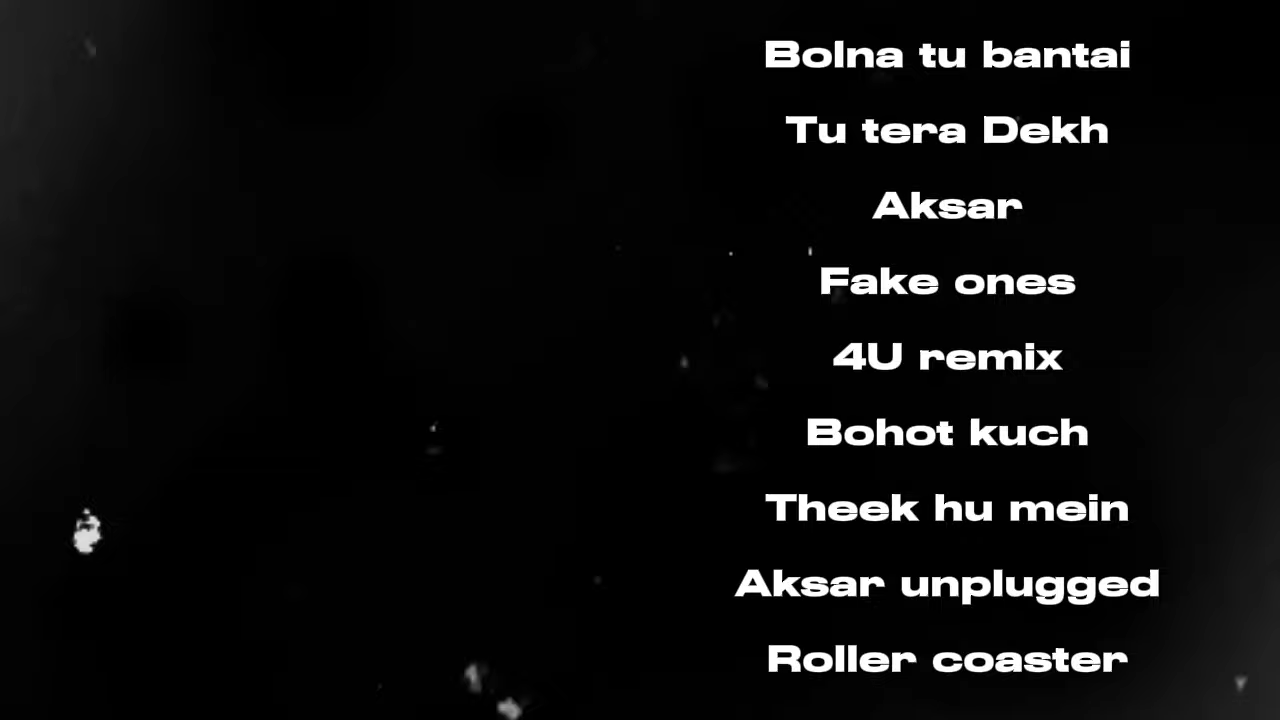 Bolna tu bantai
Tu tera Dekh
Aksar
Fake ones
4U remix
Bohot kuch
Theek hu mein
Aksar unplugged
Roller coaster